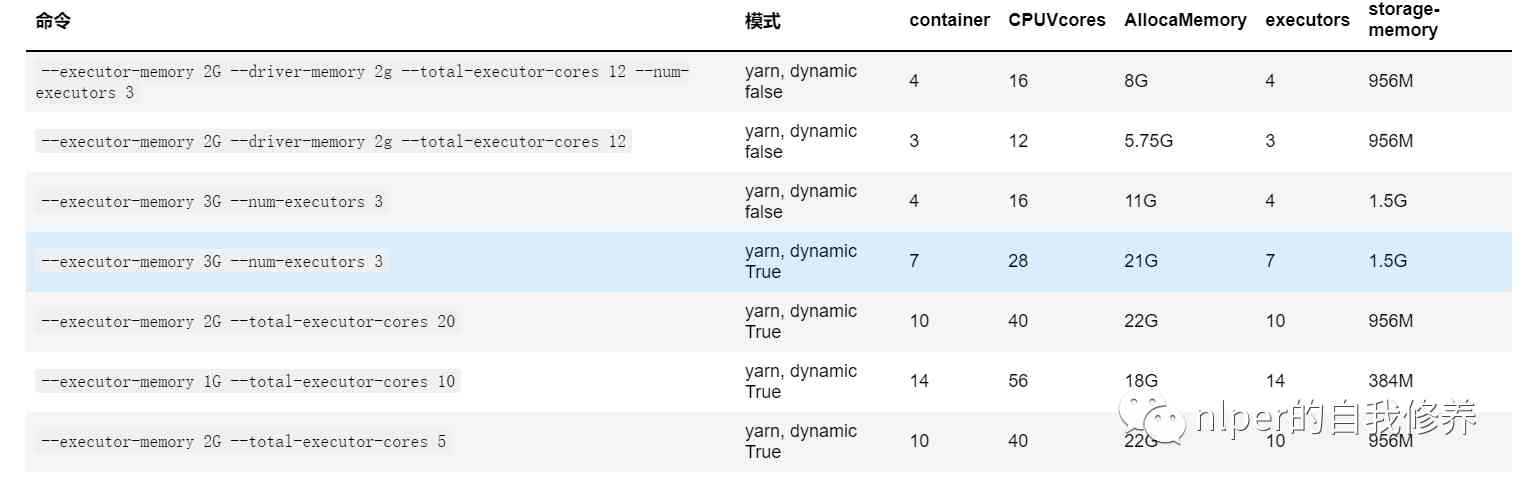 命令 模式 container CPUVcores AllocaMemory executors storage-
memory
--executor-memory 2G --driver-memory 2g --total-executor-cores 12 --num-
executors 3 yarn, dynamic
false 4 16 8G 4 956M
--executor-memory 2G --driver-memory 2g --total-executor-cores 12 yarn, dynamic
false 3 12 5.75G 3 956M
--executor-memory 3G --num-executors 3 yarn, dynamic
false 4 16 11G 4 1.5G
--executor-memory 3G --num-executors 3 yarn, dynamic
True 7 28 21G 7 1.5G
--executor-memory 2G --total-executor-cores 20 yarn, dynamic
True 10 40 22G 10 956M
--executor-memory 1G --total-executor-cores 10 yarn, dynamic
True 14 56 18G 14 384M
--executor-memory 2G --total-executor-cores 5 yarn, dynamic
True 10 40 22G 10 956M
nlper的自我修养